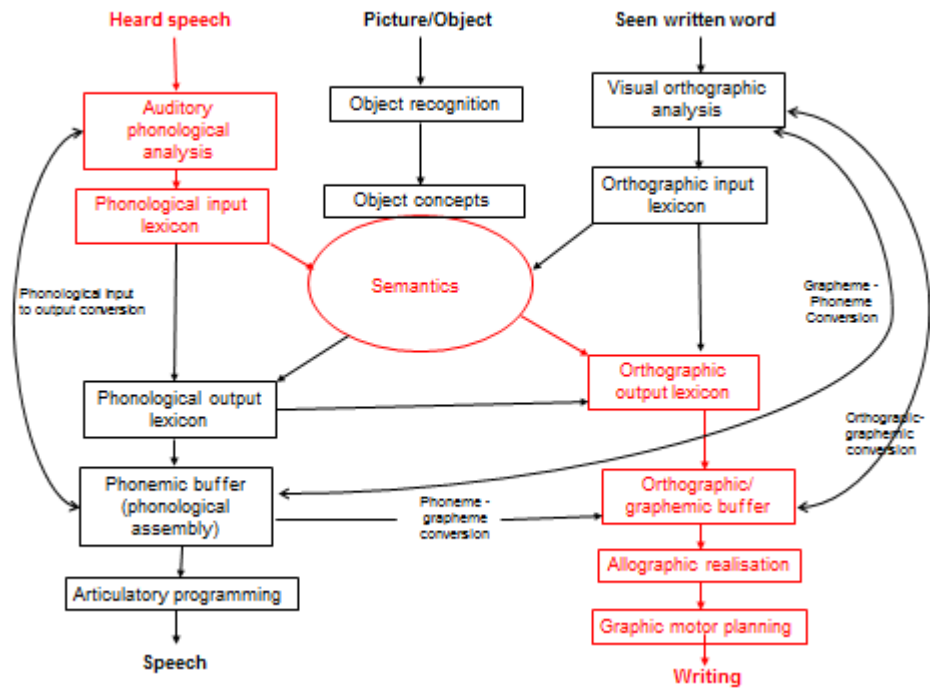 Heard speech
Picture/Object
Seen written word
Auditory
phonological
analysis
Object recognition
Visual orthographic
analysis
Phonological input
lexicon
Object concepts
Orthographic input
lexicon
Semantics
Phonological input
to output conversion
Grapheme -
Phoneme
Conversion
Phonological output
lexicon
Orthographic
output lexicon
Orthograpic-
graphemic
conversion
Phonemic buffer
(phonological
assembly)
Phoneme -
grapheme
conversion
Orthographic/
graphemic buffer
Articulatory programming
Allographic realisation
Graphic motor planning
Speech
Writing